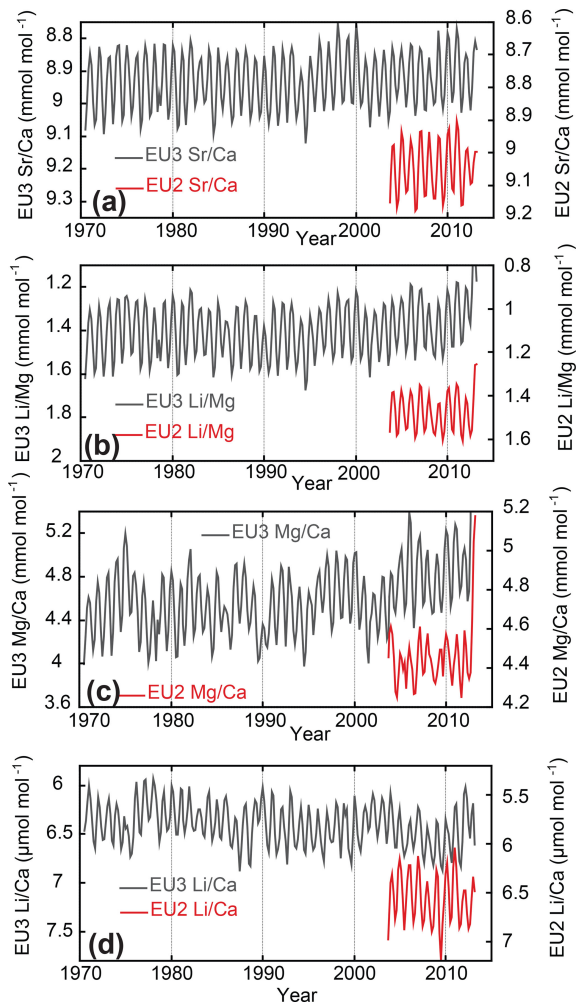 8.8
8.9
9
9.1
9.2
9.3
EU3 Sr/Ca (mmol mol⁻¹)
8.6
8.7
8.8
8.9
9
9.1
9.2
EU2 Sr/Ca (mmol mol⁻¹)
EU3 Sr/Ca
EU2 Sr/Ca
(a)
1970 1980 1990 2000 2010
Year
1.2
1.4
1.6
1.8
2
EU3 Li/Mg (mmol mol⁻¹)
0.8
1
1.2
1.4
1.6
EU2 Li/Mg (mmol mol⁻¹)
EU3 Li/Mg
EU2 Li/Mg
(b)
1970 1980 1990 2000 2010
Year
5.2
4.8
4.4
4
3.6
EU3 Mg/Ca (mmol mol⁻¹)
5.2
5
4.8
4.6
4.4
4.2
EU2 Mg/Ca (mmol mol⁻¹)
EU3 Mg/Ca
EU2 Mg/Ca
(c)
1970 1980 1990 2000 2010
Year
6
6.5
7
7.5
EU3 Li/Ca (μmol mol⁻¹)
5.5
6
6.5
7
EU2 Li/Ca (μmol mol⁻¹)
EU3 Li/Ca
EU2 Li/Ca
(d)
1970 1980 1990 2000 2010
Year